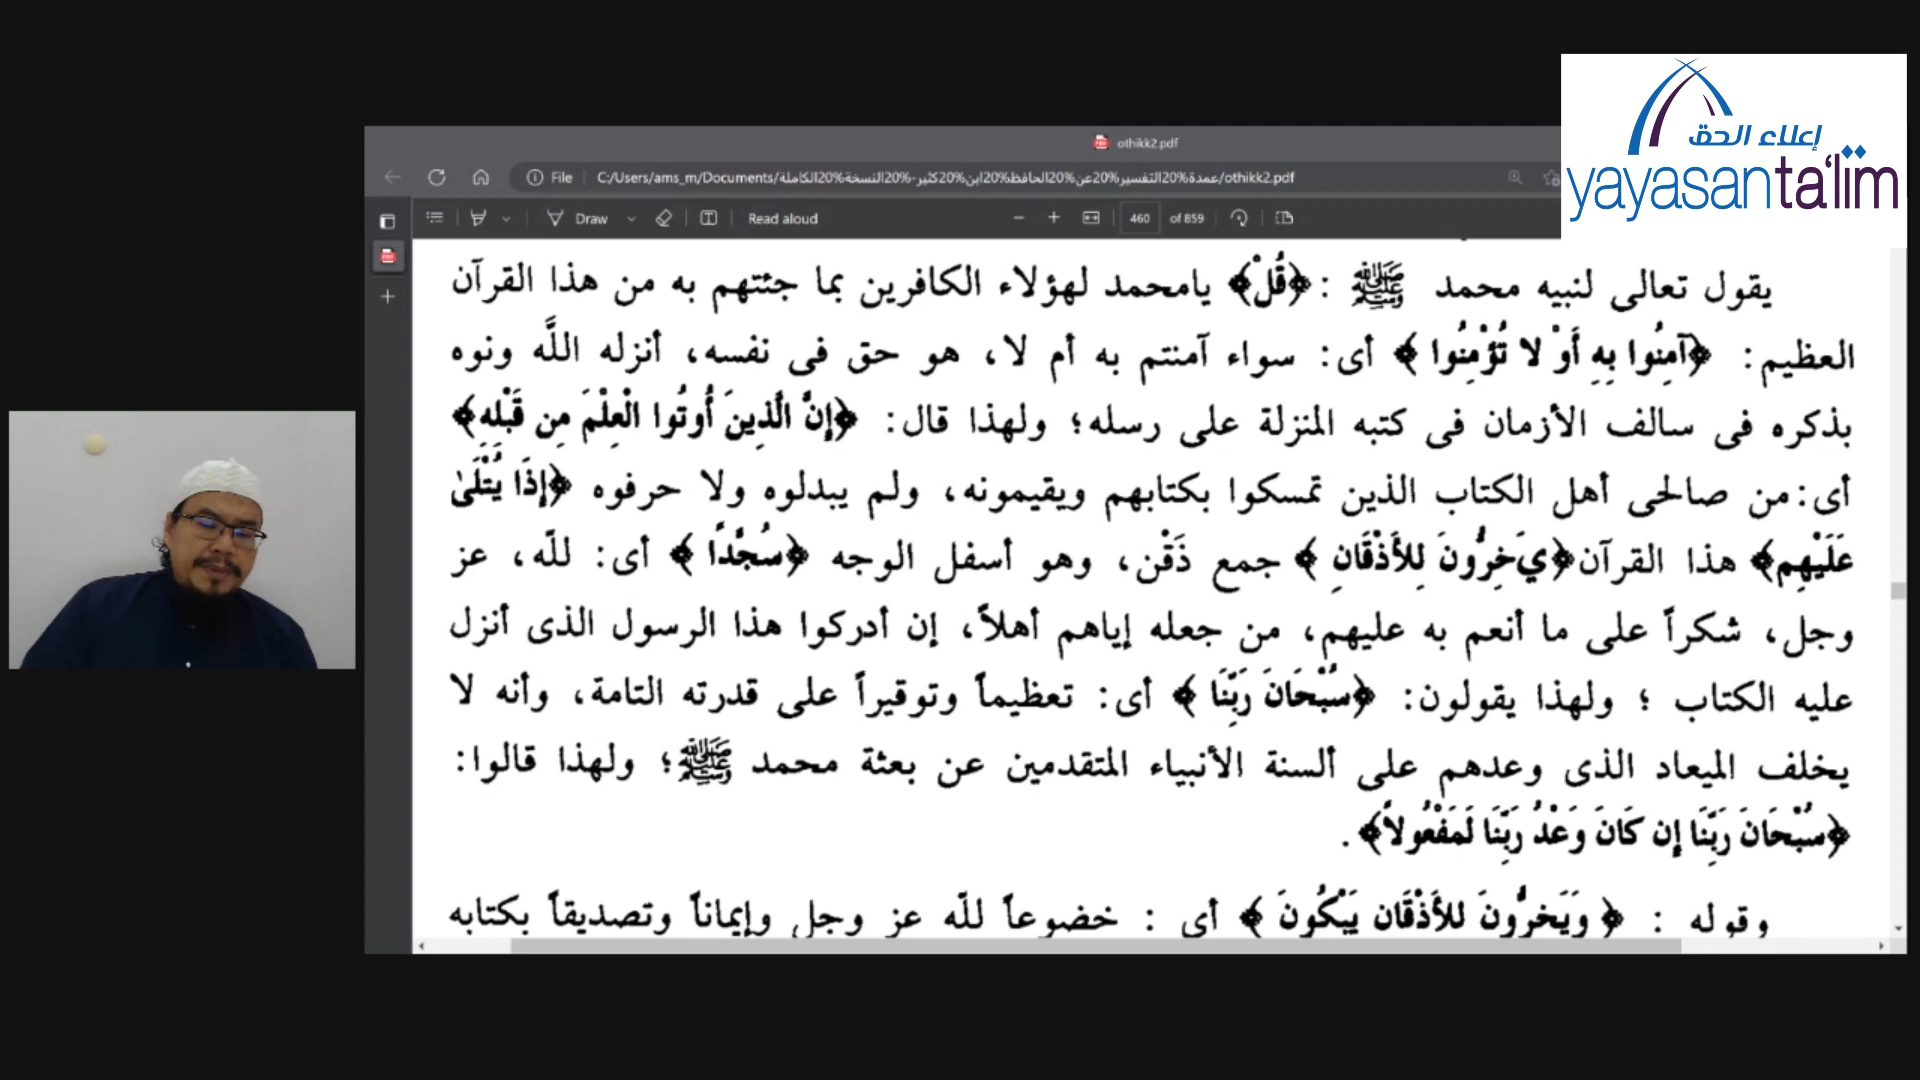 إعلاء الحق
yayasanta'lim
othikk2.pdf
File C:/Users/ams_m/Documents/عمدة%20التفسير%20عن%20الحافظ%20ابن%20كثير-%20النسخة%20الكاملة/othikk2.pdf
Draw Read aloud 460 of 859
يقول تعالى لنبيه محمد ﷺ : ﴿قُلْ﴾ يامحمد لهؤلاء الكافرين بما جئتهم به من هذا القرآن
العظيم: ﴿آمِنُوا بِهِ أَوْ لا تُؤْمِنُوا ﴾ أى: سواء آمنتم به أم لا، هو حق فى نفسه، أنزله اللَّه ونوه
بذكره فى سالف الأزمان فى كتبه المنزلة على رسله؛ ولهذا قال: ﴿إِنَّ الَّذِينَ أُوتُوا الْعِلْمَ مِن قَبْلِهِ﴾
أى: من صالحى أهل الكتاب الذين تمسكوا بكتابهم ويقيمونه، ولم يبدلوه ولا حرفوه ﴿إِذَا يُتْلَىٰ
عَلَيْهِم﴾ هذا القرآن ﴿يَخِرُّونَ لِلأَذْقَانِ ﴾ جمع ذَقْن، وهو أسفل الوجه ﴿سُجَّدًا ﴾ أى: للّه، عز
وجل، شكراً على ما أنعم به عليهم، من جعله إياهم أهلاً، إن أدركوا هذا الرسول الذى أنزل
عليه الكتاب ؛ ولهذا يقولون: ﴿سُبْحَانَ رَبِّنَا ﴾ أى: تعظيماً وتوقيراً على قدرته التامة، وأنه لا
يخلف الميعاد الذى وعدهم على ألسنة الأنبياء المتقدمين عن بعثة محمد ﷺ؛ ولهذا قالوا:
﴿سُبْحَانَ رَبِّنَا إِن كَانَ وَعْدُ رَبِّنَا لَمَفْعُولاً﴾ .
وقوله : ﴿ وَيَخِرُّونَ لِلأَذْقَانِ يَبْكُونَ ﴾ أى : خضوعاً للّه عز وجل وإيماناً وتصديقاً بكتابه